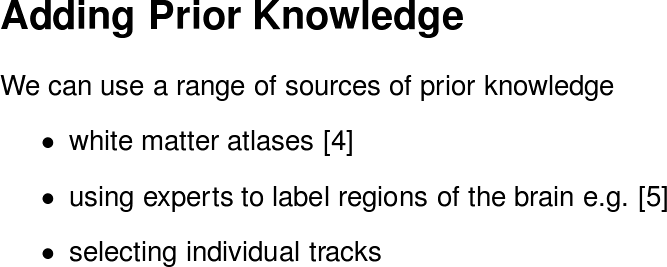 Adding Prior Knowledge
We can use a range of sources of prior knowledge
• white matter atlases [4]
• using experts to label regions of the brain e.g. [5]
• selecting individual tracks